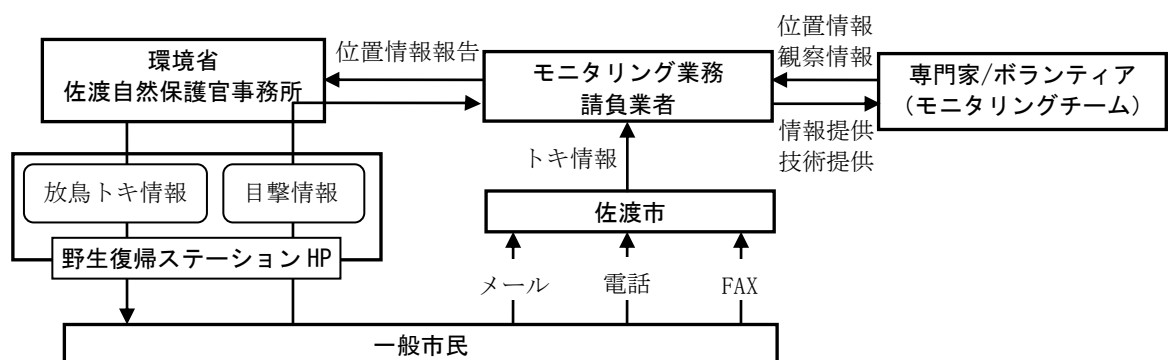 環境省
佐渡自然保護官事務所
位置情報報告
モニタリング業務
請負業者
位置情報
観察情報
専門家/ボランティア
(モニタリングチーム)
情報提供
技術提供
トキ情報
放鳥トキ情報
目撃情報
佐渡市
野生復帰ステーション HP
メール
電話
FAX
一般市民